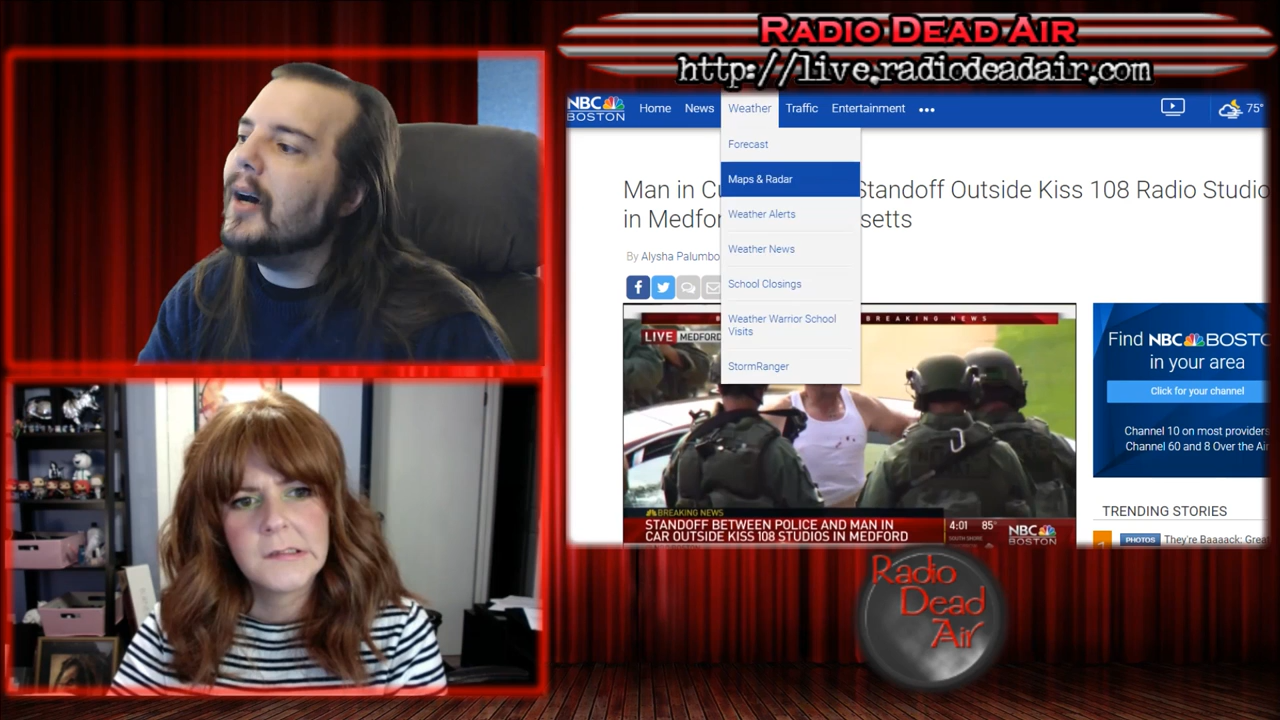 Radio Dead Air
http://live.radiodeadair.com
NBC BOSTON
Home News Weather Traffic Entertainment •••
75°
Forecast
Maps & Radar
Weather Alerts
Weather News
School Closings
Weather Warrior School
Visits
StormRanger
Man in Standoff Outside Kiss 108 Radio Studio
in Medfor setts
By Alysha Palumbo
BREAKING NEWS
LIVE MEDFOR
BREAKING NEWS
STANDOFF BETWEEN POLICE AND MAN IN
CAR OUTSIDE KISS 108 STUDIOS IN MEDFORD
4:01 85°
SOUTH SHORE
NBC
BOSTON
Find NBC BOSTO
in your area
Click for your channel
Channel 10 on most providers
Channel 60 and 8 Over the Air
TRENDING STORIES
1 PHOTOS They're Baaaack: Great
Radio
Dead
Air